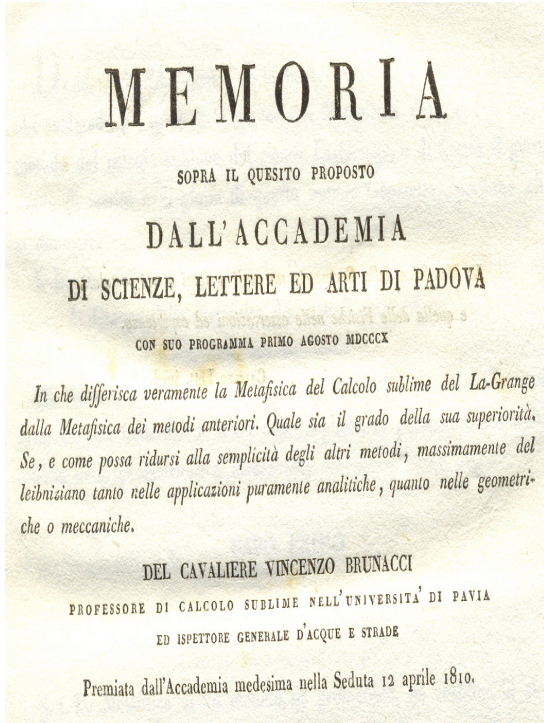 MEMORIA
SOPRA IL QUESITO PROPOSTO
DALL'ACCADEMIA
DI SCIENZE, LETTERE ED ARTI DI PADOVA
CON SUO PROGRAMMA PRIMO AGOSTO MDCCCX
In che differisca veramente la Metafisica del Calcolo sublime del La-Grange
dalla Metafisica dei metodi anteriori. Quale sia il grado della sua superiorità.
Se, e come possa ridursi alla semplicità degli altri metodi, massimamente del
leibniziano tanto nelle applicazioni puramente analitiche, quanto nelle geometri-
che o meccaniche.
DEL CAVALIERE VINCENZO BRUNACCI
PROFESSORE DI CALCOLO SUBLIME NELL'UNIVERSITA' DI PAVIA
ED ISPETTORE GENERALE D'ACQUE E STRADE
Premiata dall'Accademia medesima nella Seduta 12 aprile 1810.